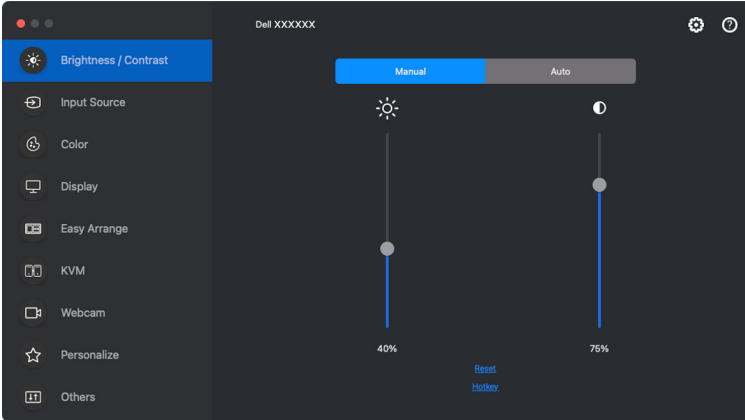 Dell XXXXXX
Brightness / Contrast
Input Source
Color
Display
Easy Arrange
KVM
Webcam
Personalize
Others
Manual
Auto
40%
75%
Reset
Hotkey